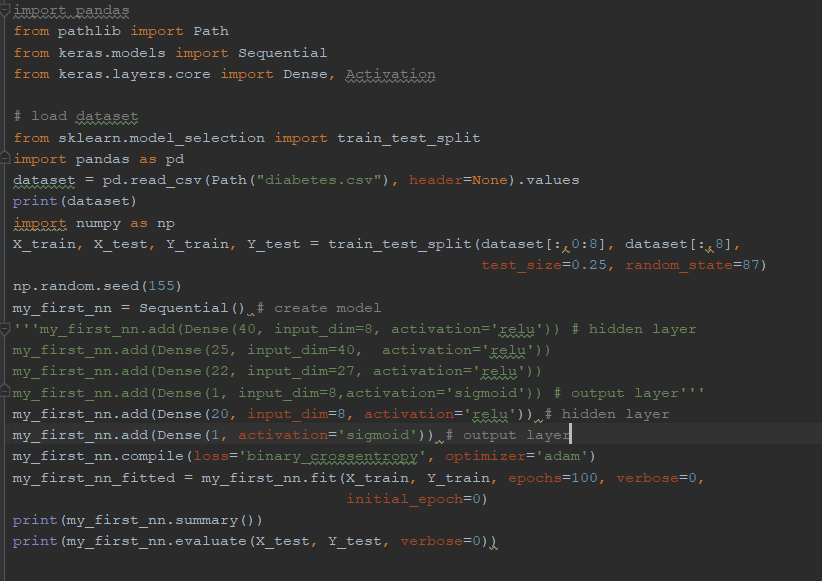 import pandas
from pathlib import Path
from keras.models import Sequential
from keras.layers.core import Dense, Activation

# load dataset
from sklearn.model_selection import train_test_split
import pandas as pd
dataset = pd.read_csv(Path("diabetes.csv"), header=None).values
print(dataset)
import numpy as np
X_train, X_test, Y_train, Y_test = train_test_split(dataset[:,0:8], dataset[:,8],
                                                    test_size=0.25, random_state=87)
np.random.seed(155)
my_first_nn = Sequential() # create model
'''my_first_nn.add(Dense(40, input_dim=8, activation='relu')) # hidden layer
my_first_nn.add(Dense(25, input_dim=40,  activation='relu'))
my_first_nn.add(Dense(22, input_dim=27, activation='relu'))
my_first_nn.add(Dense(1, input_dim=8,activation='sigmoid')) # output layer'''
my_first_nn.add(Dense(20, input_dim=8, activation='relu')) # hidden layer
my_first_nn.add(Dense(1, activation='sigmoid')) # output layer
my_first_nn.compile(loss='binary_crossentropy', optimizer='adam')
my_first_nn_fitted = my_first_nn.fit(X_train, Y_train, epochs=100, verbose=0,
                                     initial_epoch=0)
print(my_first_nn.summary())
print(my_first_nn.evaluate(X_test, Y_test, verbose=0))